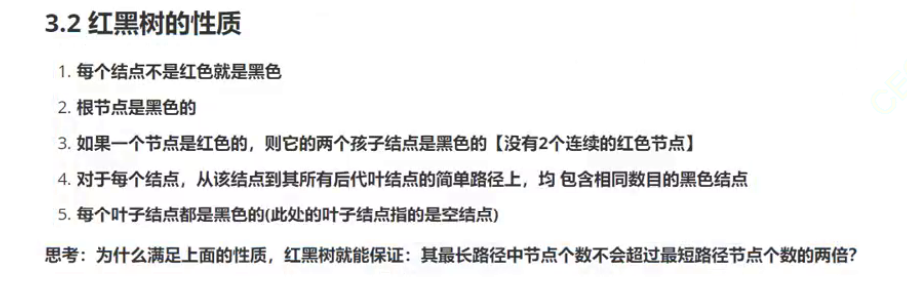 3.2 红黑树的性质
1. 每个结点不是红色就是黑色
2. 根节点是黑色的
3. 如果一个节点是红色的，则它的两个孩子结点是黑色的【没有2个连续的红色节点】
4. 对于每个结点，从该结点到其所有后代叶结点的简单路径上，均 包含相同数目的黑色结点
5. 每个叶子结点都是黑色的(此处的叶子结点指的是空结点)
思考：为什么满足上面的性质，红黑树就能保证：其最长路径中节点个数不会超过最短路径节点个数的两倍？